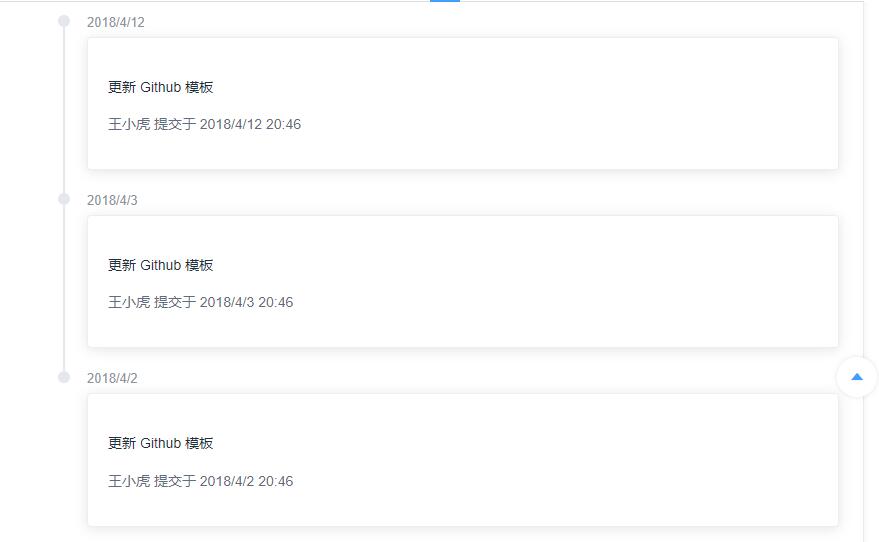 2018/4/12
更新 Github 模板
王小虎 提交于 2018/4/12 20:46
2018/4/3
更新 Github 模板
王小虎 提交于 2018/4/3 20:46
2018/4/2
更新 Github 模板
王小虎 提交于 2018/4/2 20:46